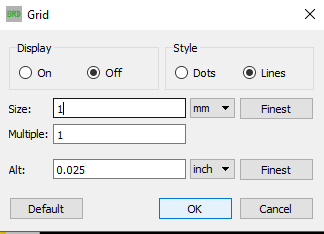 GRD Grid
Display Style
On Off Dots Lines
Size: 1 mm Finest
Multiple: 1
Alt: 0.025 inch Finest
Default OK Cancel